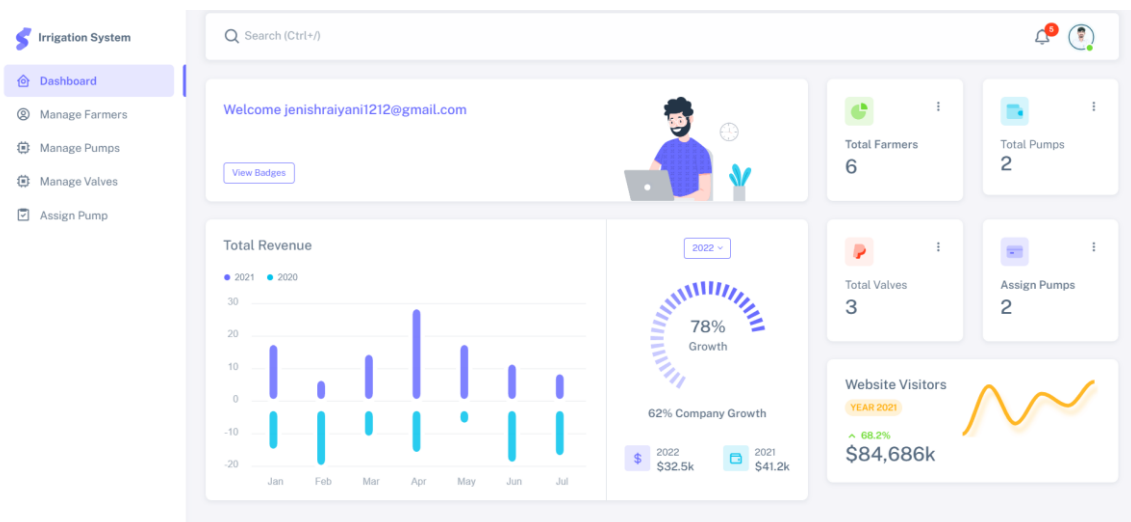 Irrigation System
Dashboard
Manage Farmers
Manage Pumps
Manage Valves
Assign Pump
Search (Ctrl+/)
5
Welcome jenishraiyani1212@gmail.com
View Badges
Total Farmers
6
Total Pumps
2
Total Revenue
2021 2020
30
20
10
0
-10
-20
Jan Feb Mar Apr May Jun Jul
2022
78%
Growth
62% Company Growth
$
2022
$32.5k
2021
$41.2k
Total Valves
3
Assign Pumps
2
Website Visitors
YEAR 2021
68.2%
$84,686k